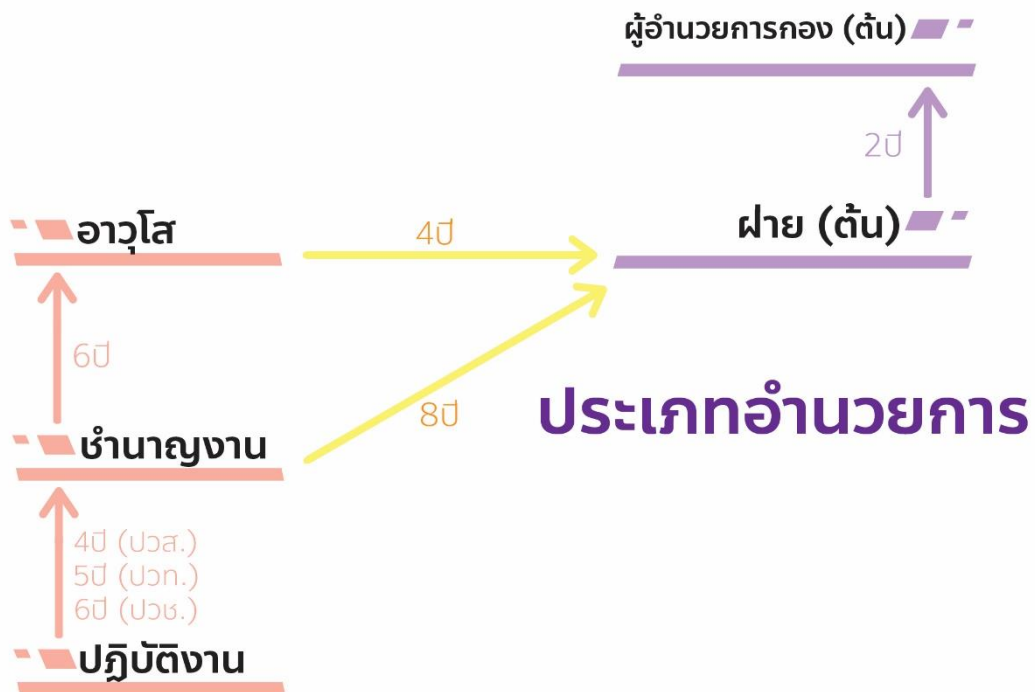 ผู้อำนวยการกอง (ต้น)
2ปี
อาวุโส
4ปี
ฝ่าย (ต้น)
6ปี
8ปี
ประเภทอำนวยการ
ชำนาญงาน
4ปี (ปวส.)
5ปี (ปวท.)
6ปี (ปวช.)
ปฏิบัติงาน